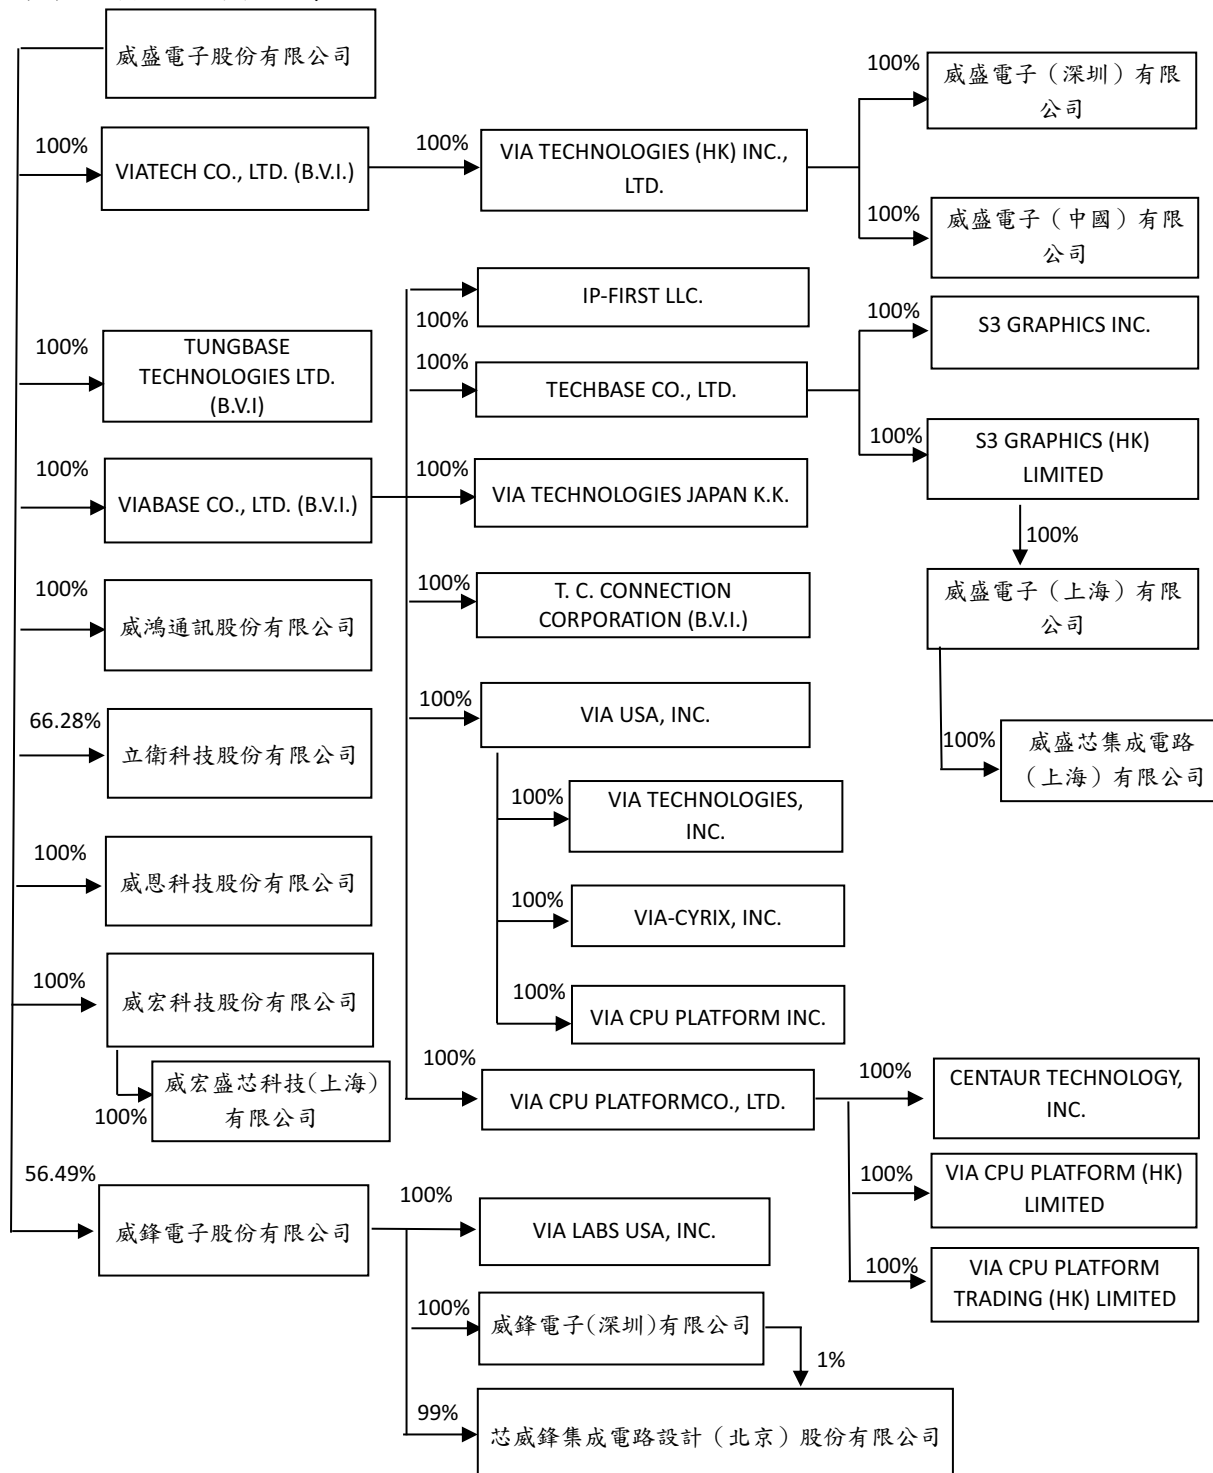 威盛電子股份有限公司
100%
VIATECH CO., LTD. (B.V.I.)
100%
VIA TECHNOLOGIES (HK) INC.,
LTD.
100%
威盛電子（深圳）有限
公司
100%
威盛電子（中國）有限
公司
100%
TUNGBASE
TECHNOLOGIES LTD.
(B.V.I)
100%
VIABASE CO., LTD. (B.V.I.)
IP-FIRST LLC.
100%
100%
TECHBASE CO., LTD.
100%
S3 GRAPHICS INC.
100%
S3 GRAPHICS (HK)
LIMITED
100%
威盛電子（上海）有限
公司
100%
威盛芯集成電路
（上海）有限公司
100%
VIA TECHNOLOGIES JAPAN K.K.
100%
T. C. CONNECTION
CORPORATION (B.V.I.)
100%
VIA USA, INC.
100%
VIA TECHNOLOGIES,
INC.
100%
VIA-CYRIX, INC.
100%
VIA CPU PLATFORM INC.
100%
VIA CPU PLATFORMCO., LTD.
100%
CENTAUR TECHNOLOGY,
INC.
100%
VIA CPU PLATFORM (HK)
LIMITED
100%
VIA CPU PLATFORM
TRADING (HK) LIMITED
100%
威鴻通訊股份有限公司
66.28%
立衛科技股份有限公司
100%
威恩科技股份有限公司
100%
威宏科技股份有限公司
100%
威宏盛芯科技(上海)
有限公司
56.49%
威鋒電子股份有限公司
100%
VIA LABS USA, INC.
100%
威鋒電子(深圳)有限公司
1%
99%
芯威鋒集成電路設計（北京）股份有限公司